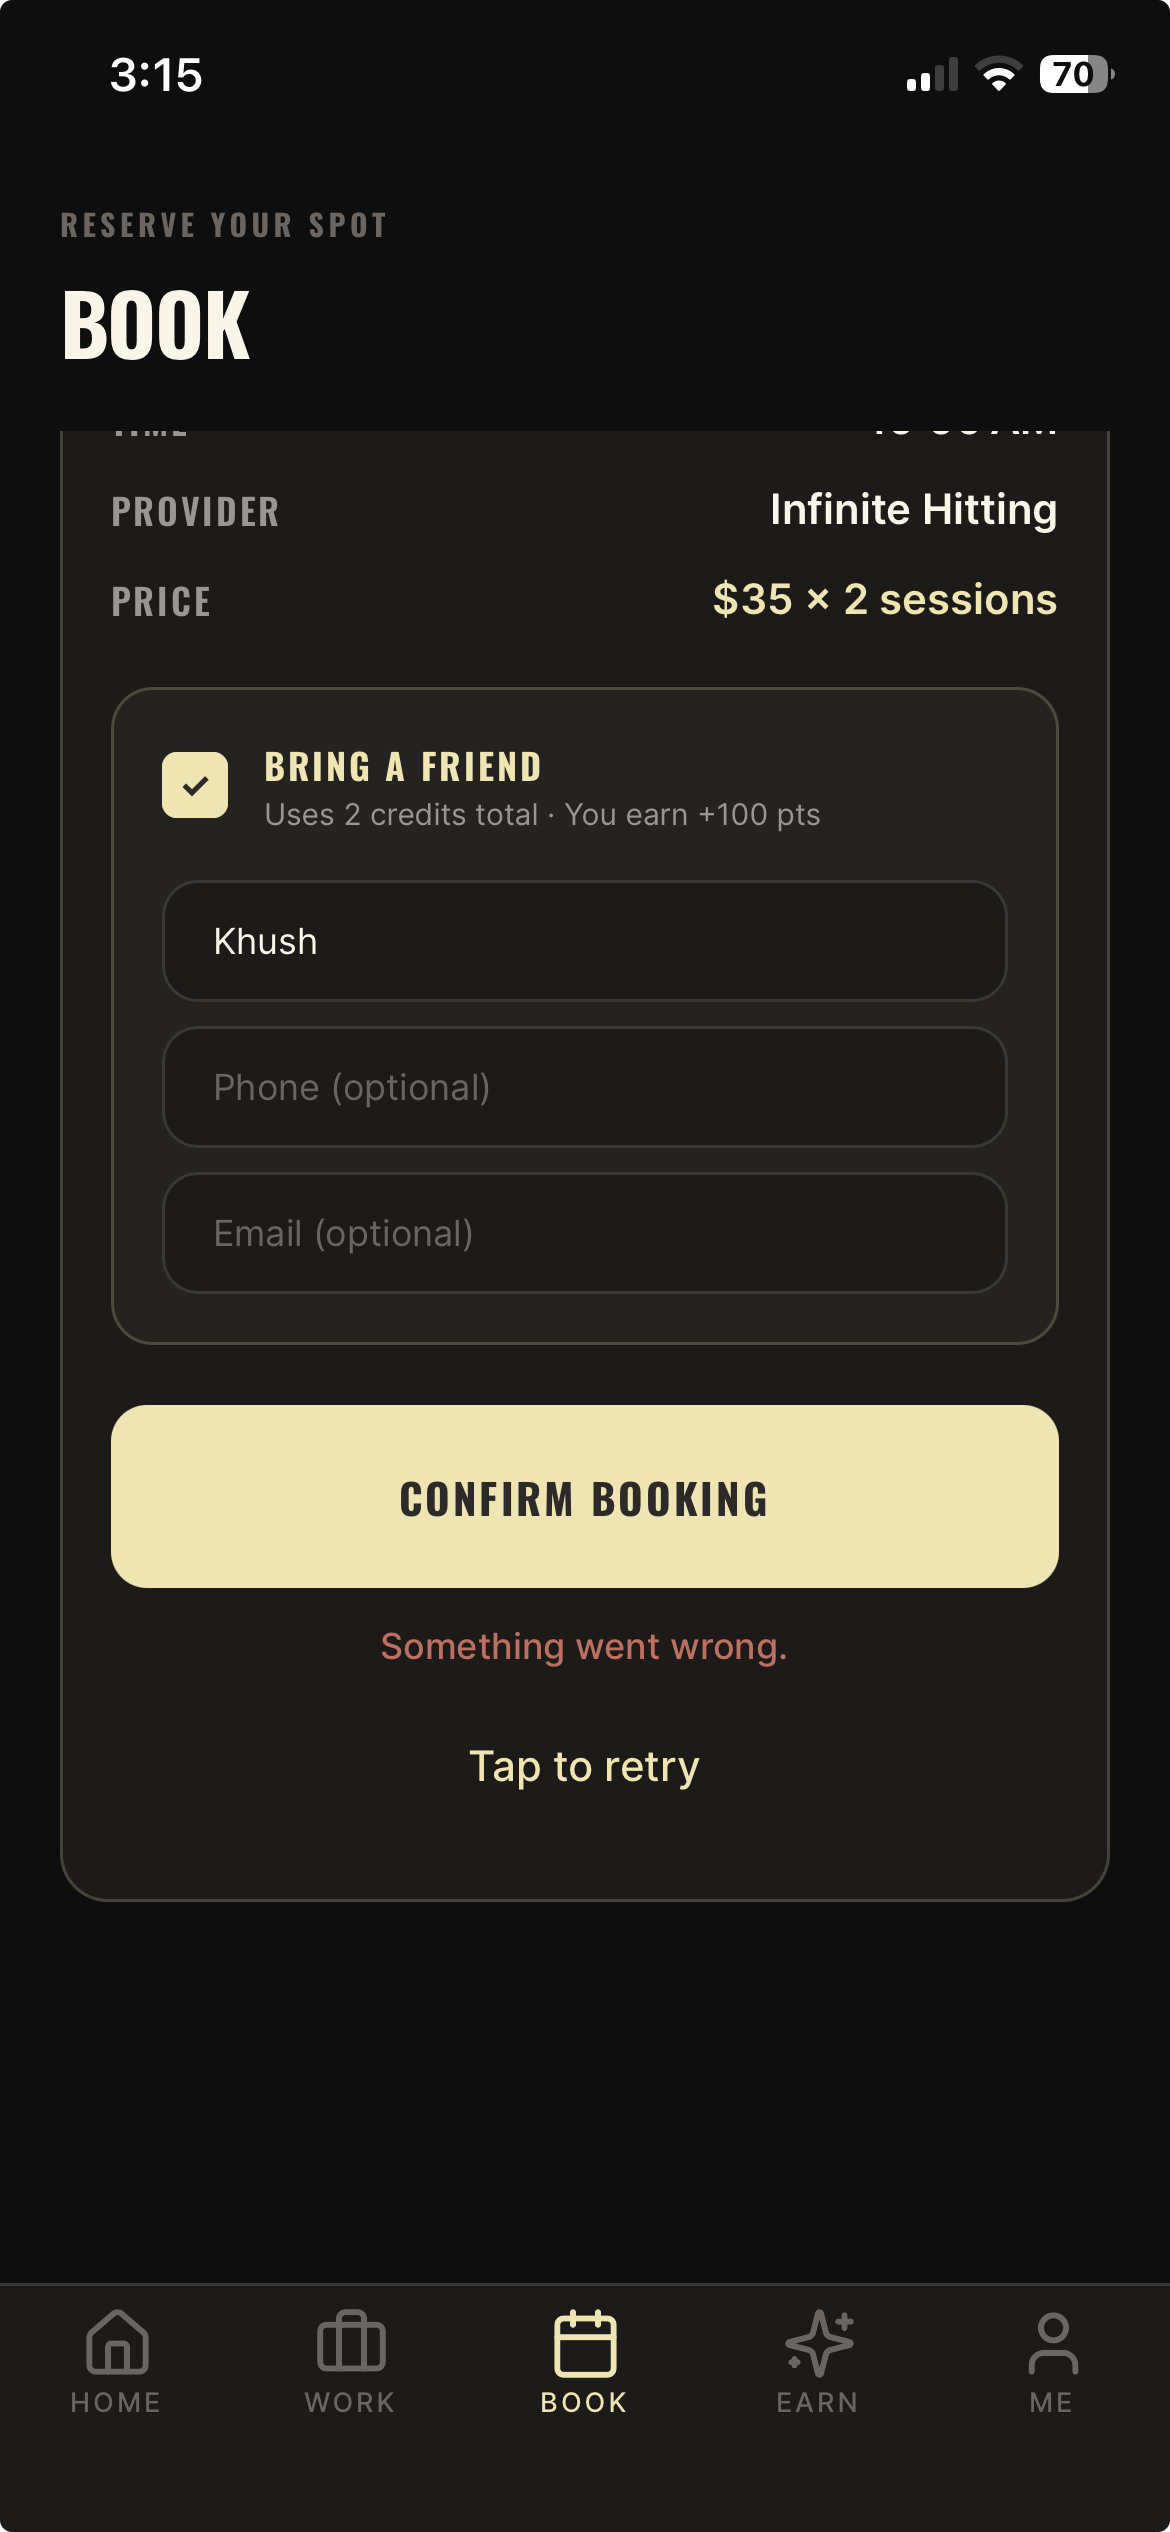 3:15
70
RESERVE YOUR SPOT
BOOK
PROVIDER
Infinite Hitting
PRICE
$35 × 2 sessions
BRING A FRIEND
Uses 2 credits total · You earn +100 pts
Khush
Phone (optional)
Email (optional)
CONFIRM BOOKING
Something went wrong.
Tap to retry
HOME
WORK
BOOK
EARN
ME